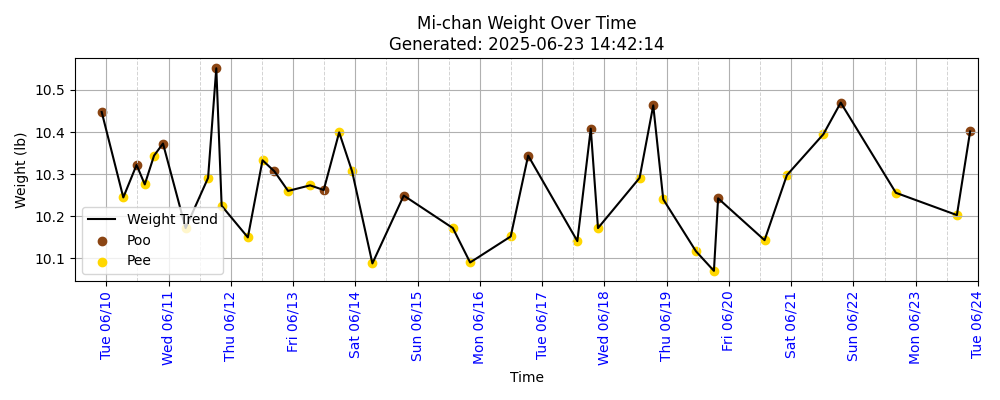 Mi-chan Weight Over Time
Generated: 2025-06-23 14:42:14
Weight (lb)
10.5
10.4
10.3
10.2
10.1
Weight Trend
Poo
Pee
Tue 06/10
Wed 06/11
Thu 06/12
Fri 06/13
Sat 06/14
Sun 06/15
Mon 06/16
Tue 06/17
Wed 06/18
Thu 06/19
Fri 06/20
Sat 06/21
Sun 06/22
Mon 06/23
Tue 06/24
Time